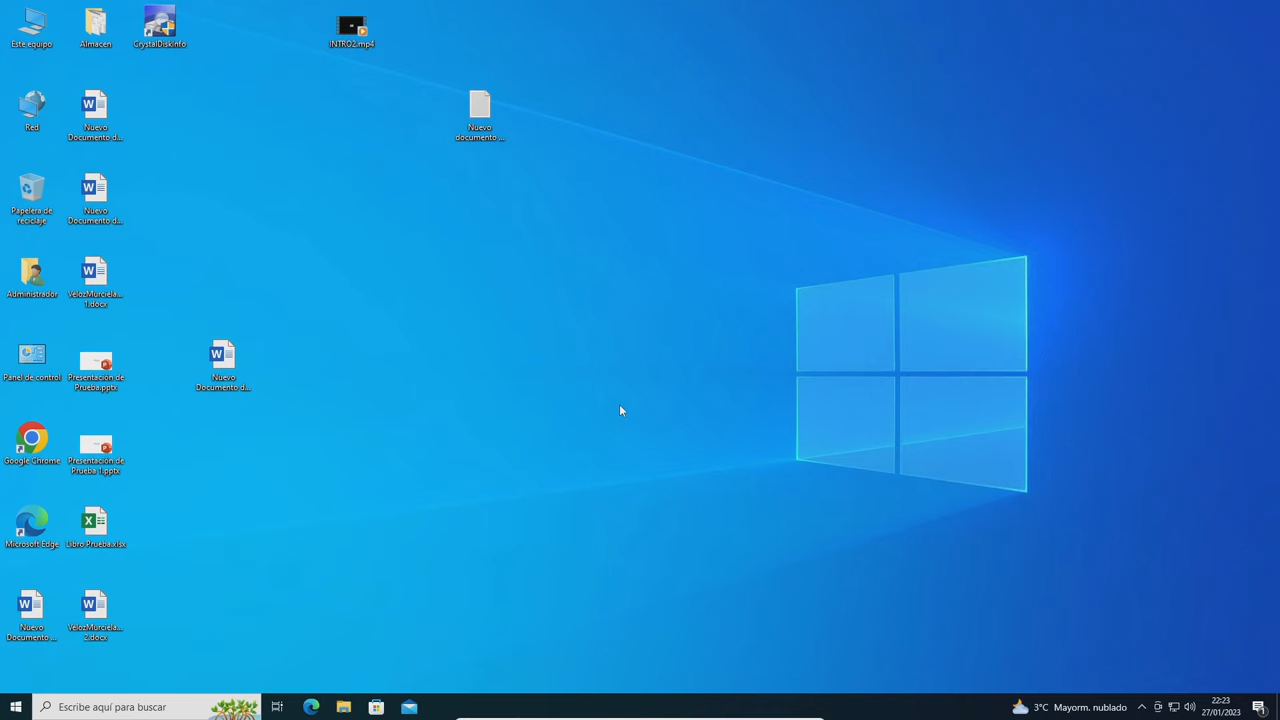 Este equipo
Almacen
CrystalDiskInfo
INTRO2.mp4
Red
Nuevo
Documento d...
Nuevo
documento ...
Papelera de
reciclaje
Nuevo
Documento d...
Administrador
VelozMurciela...
1.docx
Panel de control
Presentación de
Prueba.pptx
Nuevo
Documento d...
Google Chrome
Presentación de
Prueba 1.pptx
Microsoft Edge
Libro Prueba.xlsx
Nuevo
Documento ...
VelozMurciela...
2.docx
Escribe aquí para buscar
3°C Mayorm. nublado
22:23
27/01/2023
1